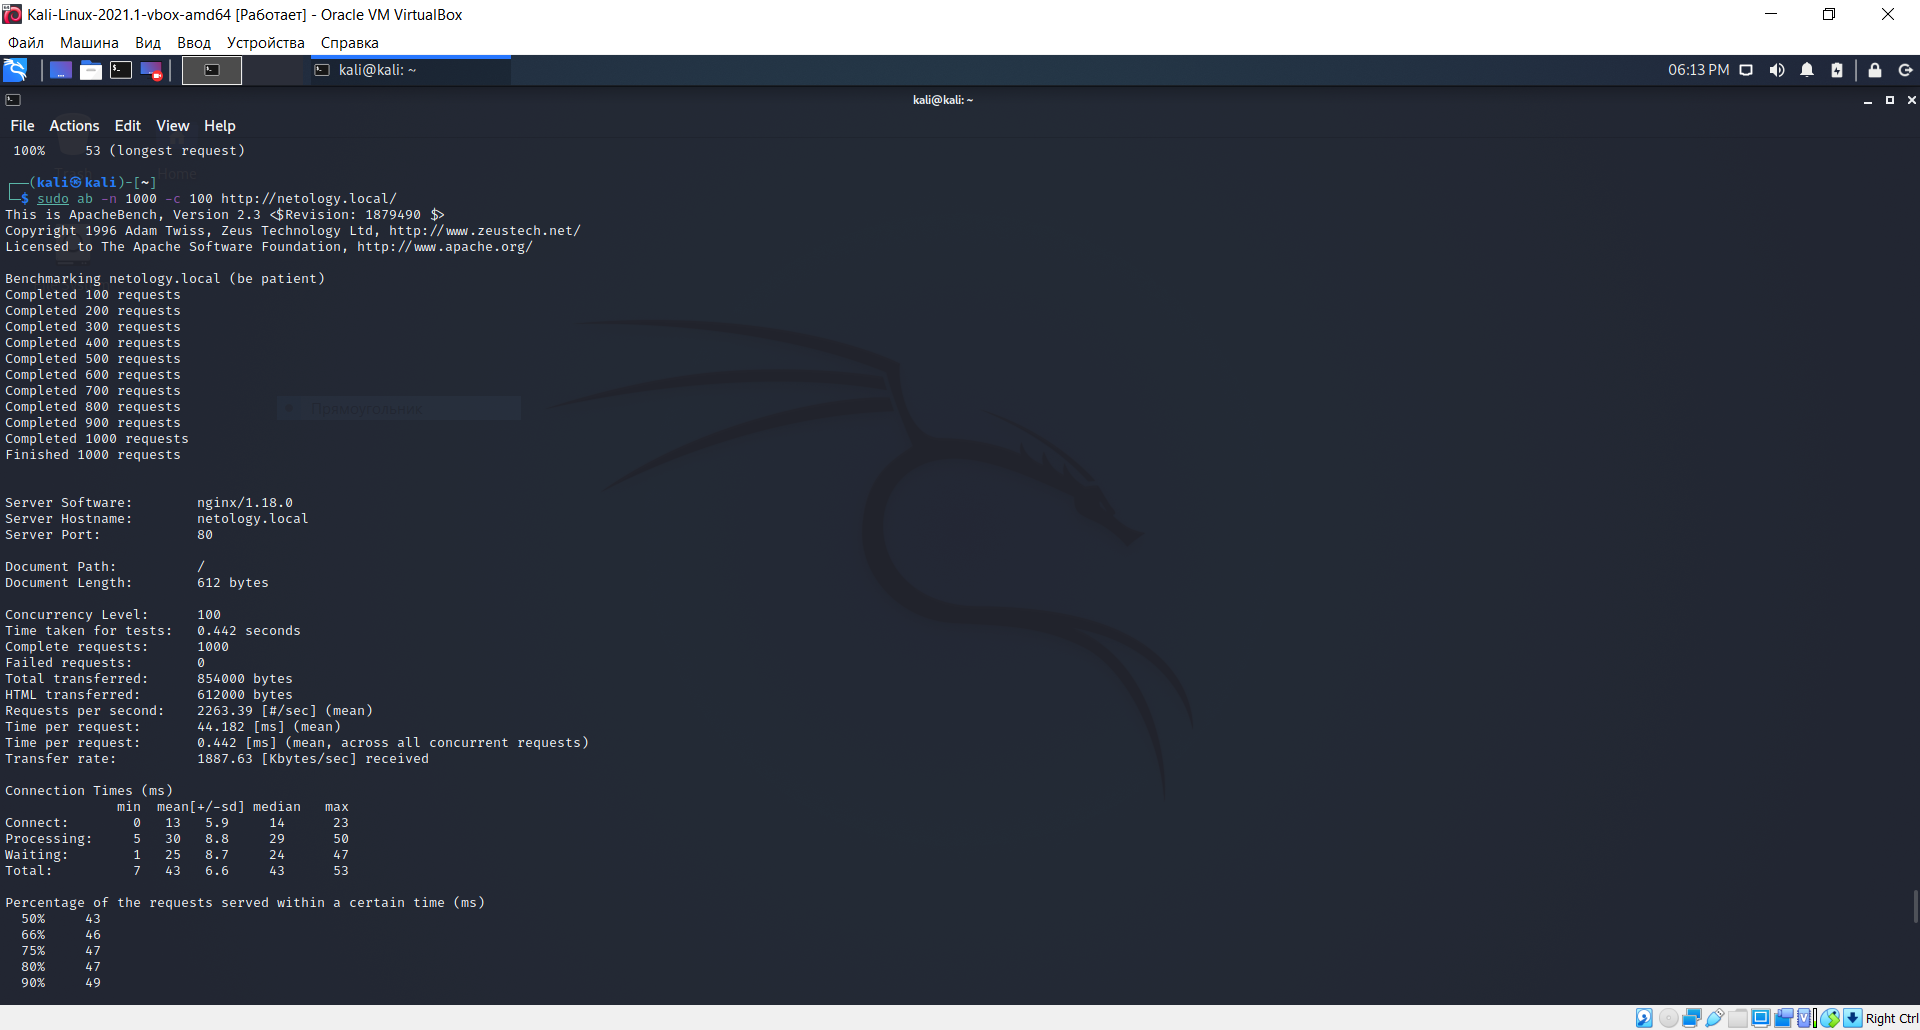 Kali-Linux-2021.1-vbox-amd64 [Работает] - Oracle VM VirtualBox
Файл Машина Вид Ввод Устройства Справка
kali@kali: ~ 06:13 PM
kali@kali: ~
File Actions Edit View Help
100% 53 (longest request)
Home
┌──(kali㉿kali)-[~]
└─$ sudo ab -n 1000 -c 100 http://netology.local/
This is ApacheBench, Version 2.3 <$Revision: 1879490 $>
Copyright 1996 Adam Twiss, Zeus Technology Ltd, http://www.zeustech.net/
Licensed to The Apache Software Foundation, http://www.apache.org/
Benchmarking netology.local (be patient)
Completed 100 requests
Completed 200 requests
Completed 300 requests
Completed 400 requests
Completed 500 requests
Completed 600 requests
Completed 700 requests
Прямоугольник
Completed 800 requests
Completed 900 requests
Completed 1000 requests
Finished 1000 requests
Server Software: nginx/1.18.0
Server Hostname: netology.local
Server Port: 80
Document Path: /
Document Length: 612 bytes
Concurrency Level: 100
Time taken for tests: 0.442 seconds
Complete requests: 1000
Failed requests: 0
Total transferred: 854000 bytes
HTML transferred: 612000 bytes
Requests per second: 2263.39 [#/sec] (mean)
Time per request: 44.182 [ms] (mean)
Time per request: 0.442 [ms] (mean, across all concurrent requests)
Transfer rate: 1887.63 [Kbytes/sec] received
Connection Times (ms)
min mean[+/-sd] median max
Connect: 0 13 5.9 14 23
Processing: 5 30 8.8 29 50
Waiting: 1 25 8.7 24 47
Total: 7 43 6.6 43 53
Percentage of the requests served within a certain time (ms)
50% 43
66% 46
75% 47
80% 47
90% 49
Right Ctrl